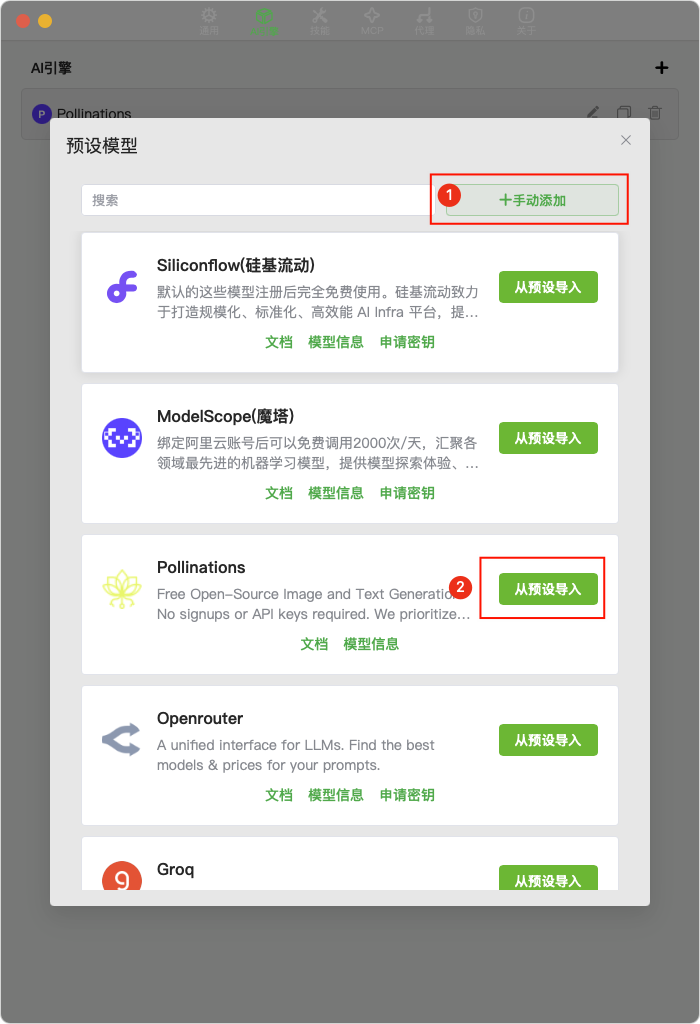 通用
AI引擎
技能
MCP
代理
隐私
关于
AI引擎
P Pollinations
预设模型
搜索
1
手动添加
Siliconflow(硅基流动)
默认的这些模型注册后完全免费使用。硅基流动致力
于打造规模化、标准化、高效能 AI Infra 平台，提...
从预设导入
文档 模型信息 申请密钥
ModelScope(魔塔)
绑定阿里云账号后可以免费调用2000次/天，汇聚各
领域最先进的机器学习模型，提供模型探索体验、...
从预设导入
文档 模型信息 申请密钥
Pollinations
Free Open-Source Image and Text Generatio
No signups or API keys required. We prioritize...
2
从预设导入
文档 模型信息
Openrouter
A unified interface for LLMs. Find the best
models & prices for your prompts.
从预设导入
文档 模型信息 申请密钥
Groq
从预设导入